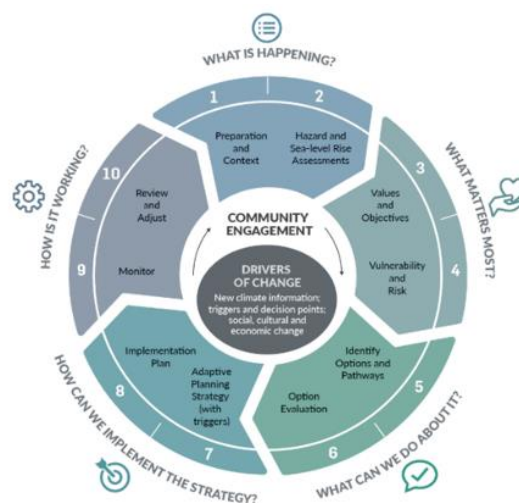 WHAT IS HAPPENING?
1
Preparation
and
Context
2
Hazard and
Sea-level Rise
Assessments
WHAT MATTERS MOST?
3
Values
and
Objectives
4
Vulnerability
and
Risk
WHAT CAN WE DO ABOUT IT?
5
Identify
Options and
Pathways
6
Option
Evaluation
HOW CAN WE IMPLEMENT THE STRATEGY?
7
Adaptive
Planning
Strategy
(with
triggers)
8
Implementation
Plan
HOW IS IT WORKING?
9
Monitor
10
Review
and
Adjust
COMMUNITY
ENGAGEMENT
DRIVERS
OF CHANGE
New climate information;
triggers and decision points;
social, cultural and
economic change